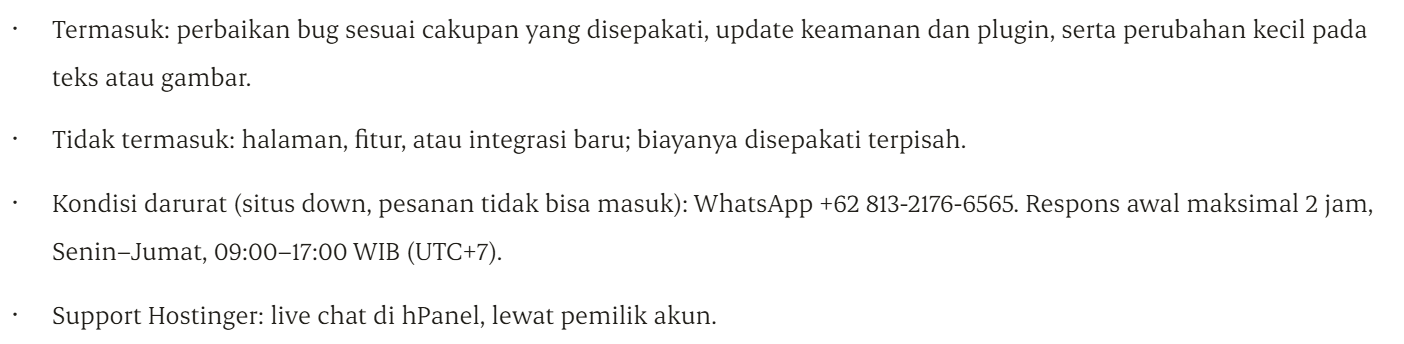 · Termasuk: perbaikan bug sesuai cakupan yang disepakati, update keamanan dan plugin, serta perubahan kecil pada
teks atau gambar.
· Tidak termasuk: halaman, fitur, atau integrasi baru; biayanya disepakati terpisah.
· Kondisi darurat (situs down, pesanan tidak bisa masuk): WhatsApp +62 813-2176-6565. Respons awal maksimal 2 jam,
Senin–Jumat, 09:00–17:00 WIB (UTC+7).
· Support Hostinger: live chat di hPanel, lewat pemilik akun.